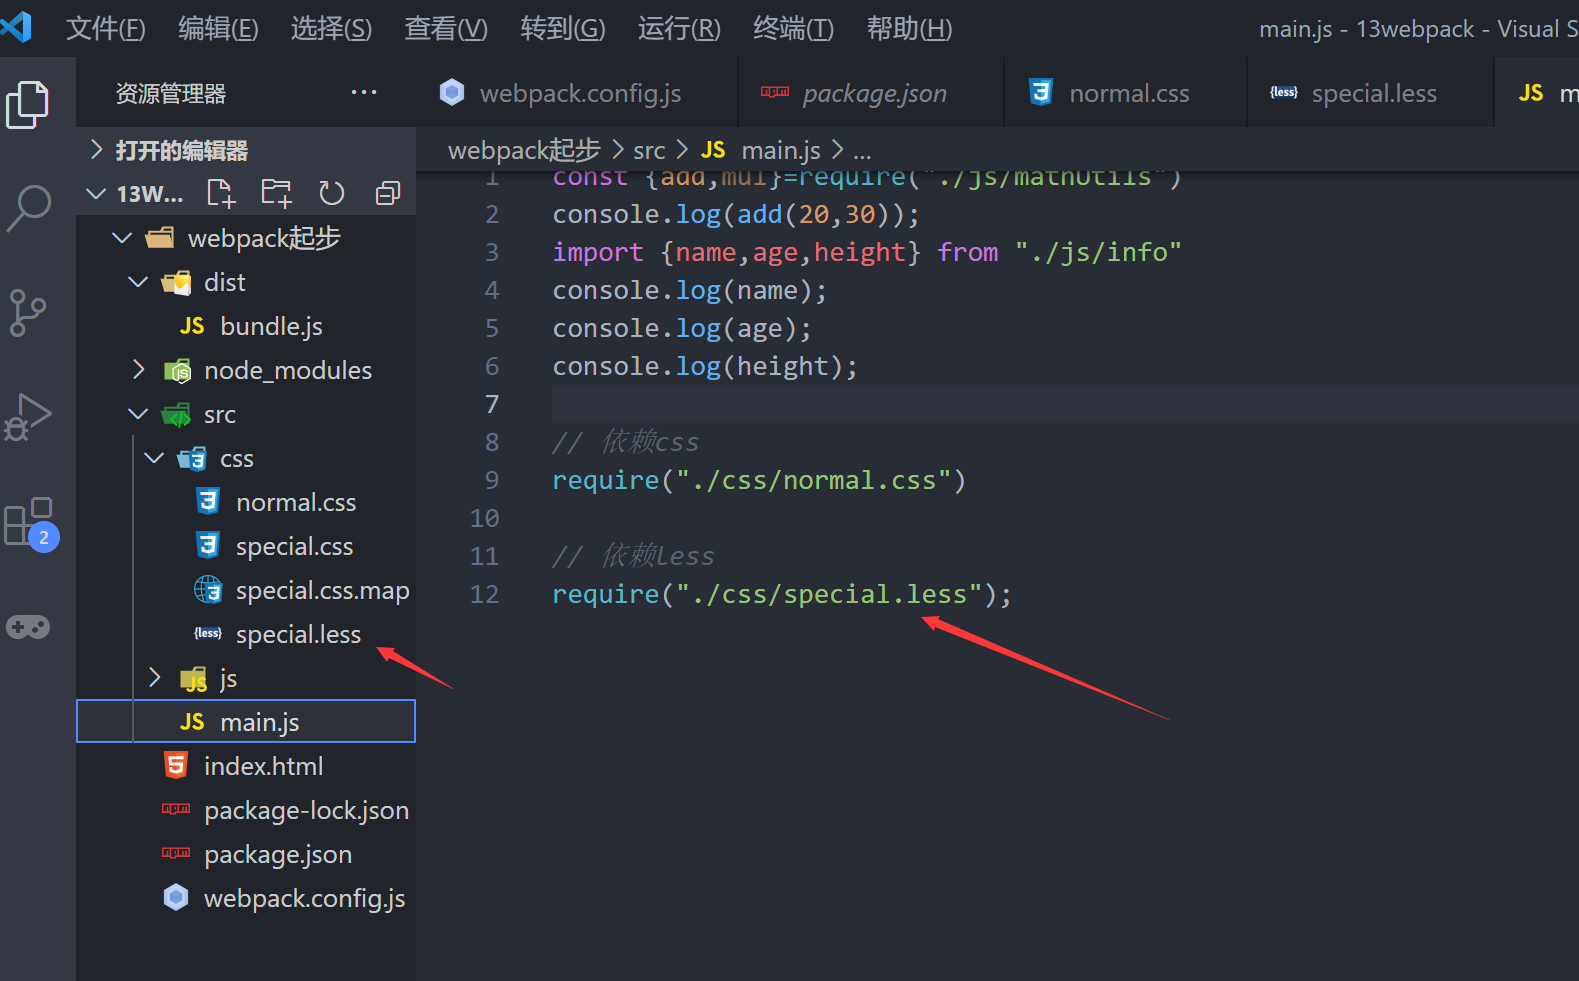 文件(F) 编辑(E) 选择(S) 查看(V) 转到(G) 运行(R) 终端(T) 帮助(H) main.js - 13webpack - Visual S
资源管理器 ···
webpack.config.js package.json normal.css {less} special.less JS m
打开的编辑器
13W...
webpack起步
dist
JS bundle.js
node_modules
src
css
normal.css
special.css
special.css.map
{less} special.less
js
JS main.js
index.html
package-lock.json
package.json
webpack.config.js
2
webpack起步 > src > JS main.js > ...
1 const {add,mul}=require("./js/mathUtils")
2 console.log(add(20,30));
3 import {name,age,height} from "./js/info"
4 console.log(name);
5 console.log(age);
6 console.log(height);
7
8 // 依赖css
9 require("./css/normal.css")
10
11 // 依赖less
12 require("./css/special.less");